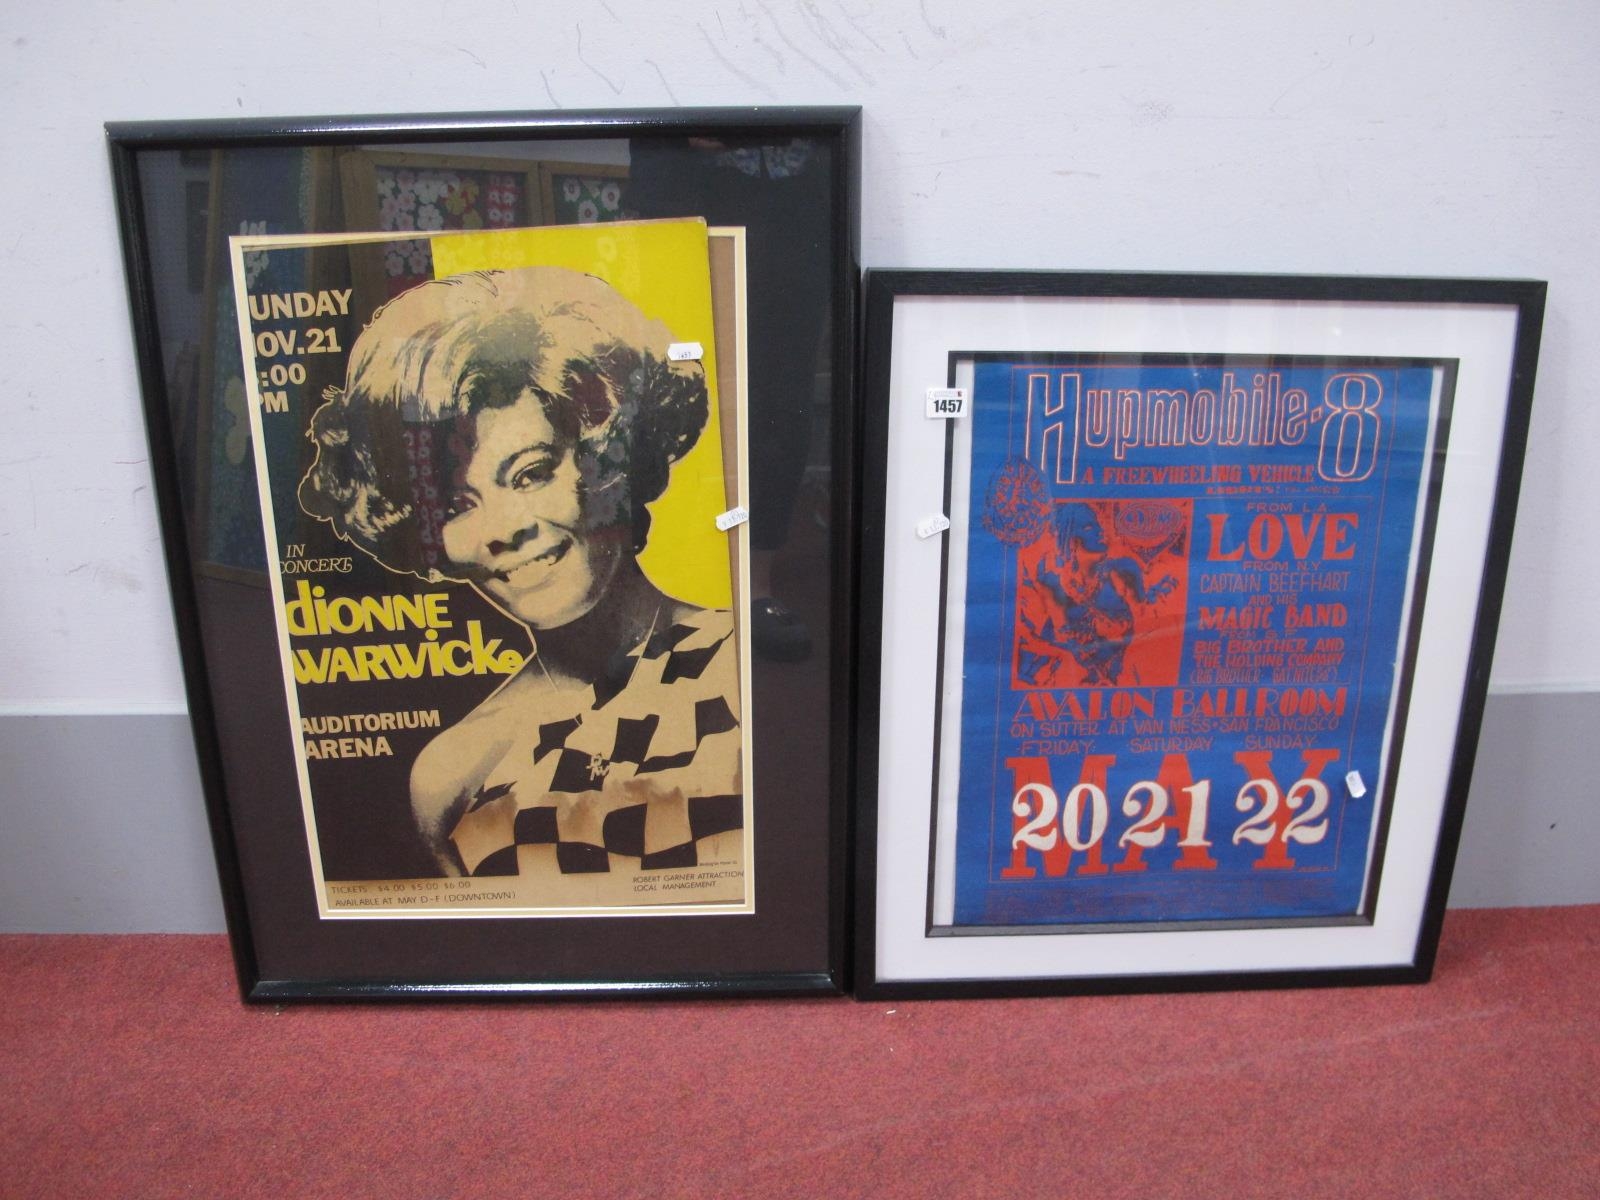 UNDAY
OV.21
:00
PM
IN
CONCERT
dionne
warwicke
AUDITORIUM
ARENA
TICKETS $4.00 $5.00 $6.00
AVAILABLE AT MAY D-F (DOWNTOWN)
ROBERT GARNER ATTRACTION
LOCAL MANAGEMENT
1457
Hupmobile-8
A FREEWHEELING VEHICLE
FROM L.A.
LOVE
FROM N.Y
CAPTAIN BEEFHART
AND HIS
MAGIC BAND
FROM S.F
BIG BROTHER AND
THE HOLDING COMPANY
AVALON BALLROOM
ON SUTTER AT VAN NESS • SAN FRANCISCO
FRIDAY SATURDAY SUNDAY
MAY
20 21 22